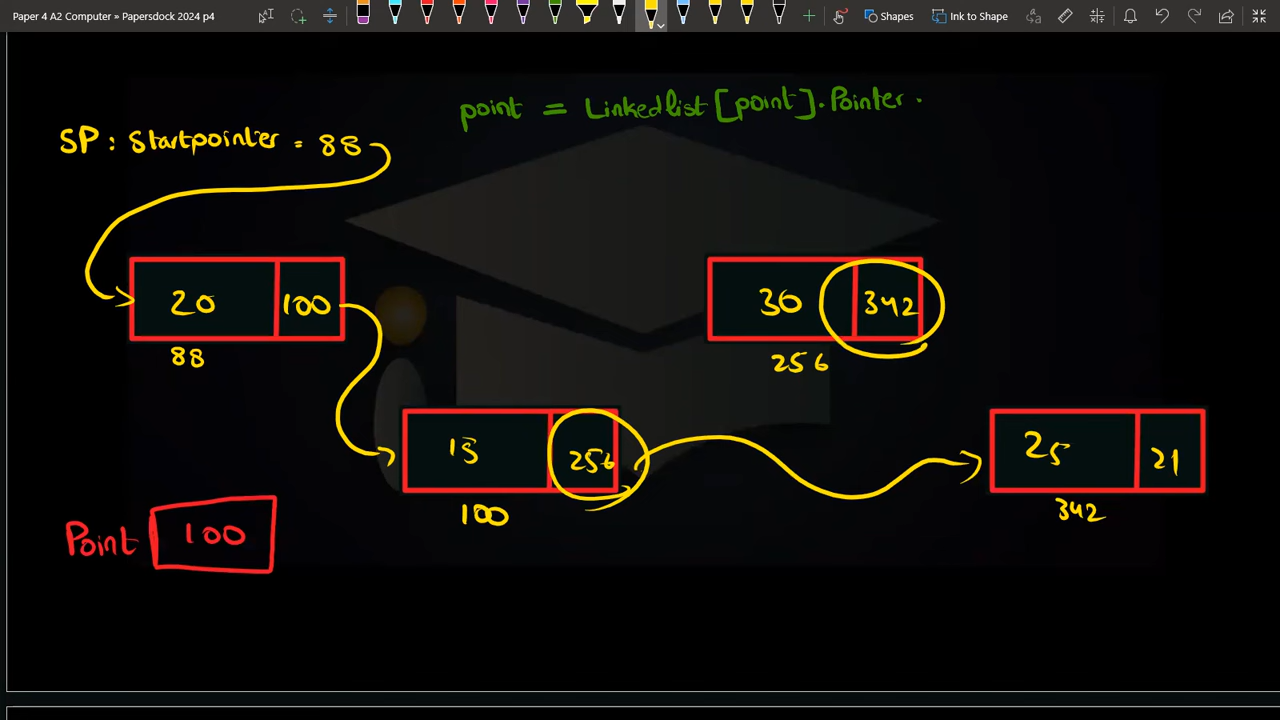 Paper 4 A2 Computer » Papersdock 2024 p4
Shapes
Ink to Shape
point = Linkedlist[point].Pointer.
SP: Startpointer = 88
20 100
88
30 342
256
15 256
100
25 21
342
Point 100